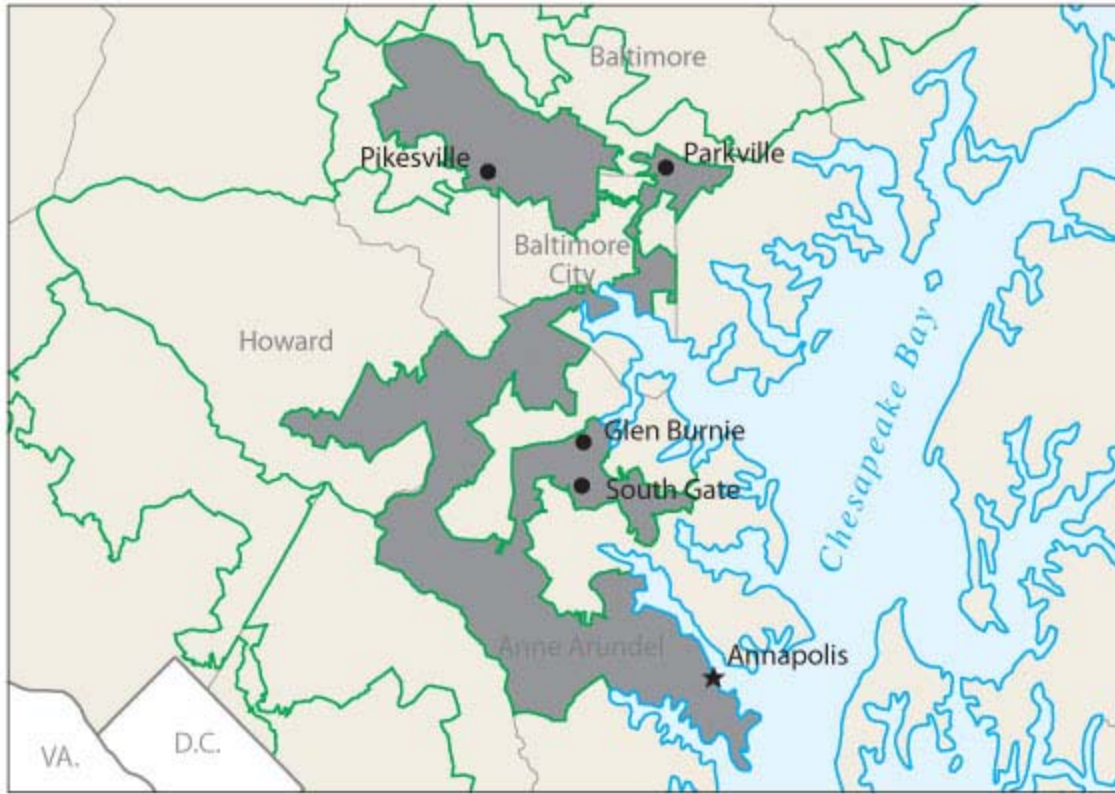 Baltimore
Pikesville
Parkville
Baltimore
City
Howard
Glen Burnie
South Gate
Chesapeake Bay
Anne Arundel
Annapolis
VA.
D.C.